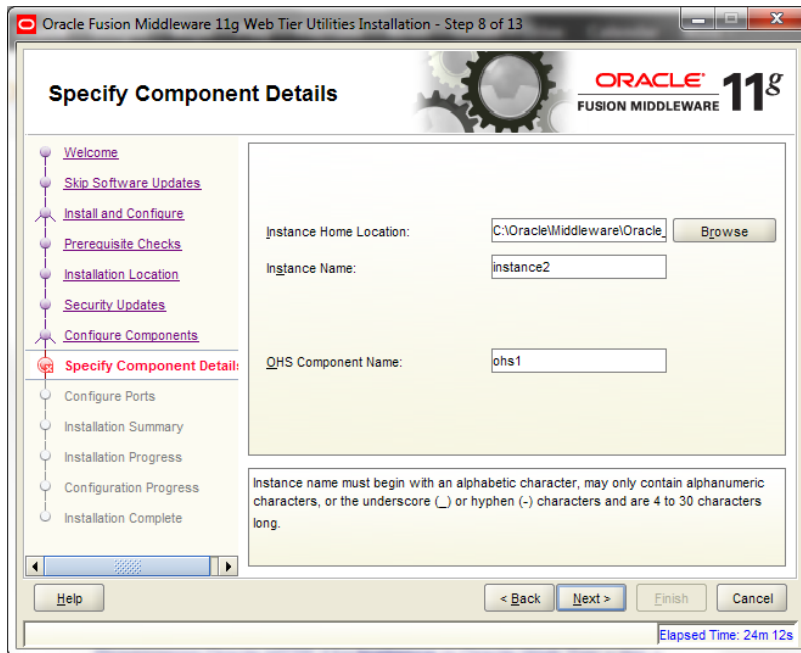 Oracle Fusion Middleware 11g Web Tier Utilities Installation - Step 8 of 13
Specify Component Details
ORACLE
FUSION MIDDLEWARE 11g
Welcome
Skip Software Updates
Install and Configure
Prerequisite Checks
Installation Location
Security Updates
Configure Components
Specify Component Details
Configure Ports
Installation Summary
Installation Progress
Configuration Progress
Installation Complete
Instance Home Location: C:\Oracle\Middleware\Oracle_ Browse
Instance Name: instance2
OHS Component Name: ohs1
Instance name must begin with an alphabetic character, may only contain alphanumeric
characters, or the underscore (_) or hyphen (-) characters and are 4 to 30 characters
long.
Help < Back Next > Finish Cancel
Elapsed Time: 24m 12s